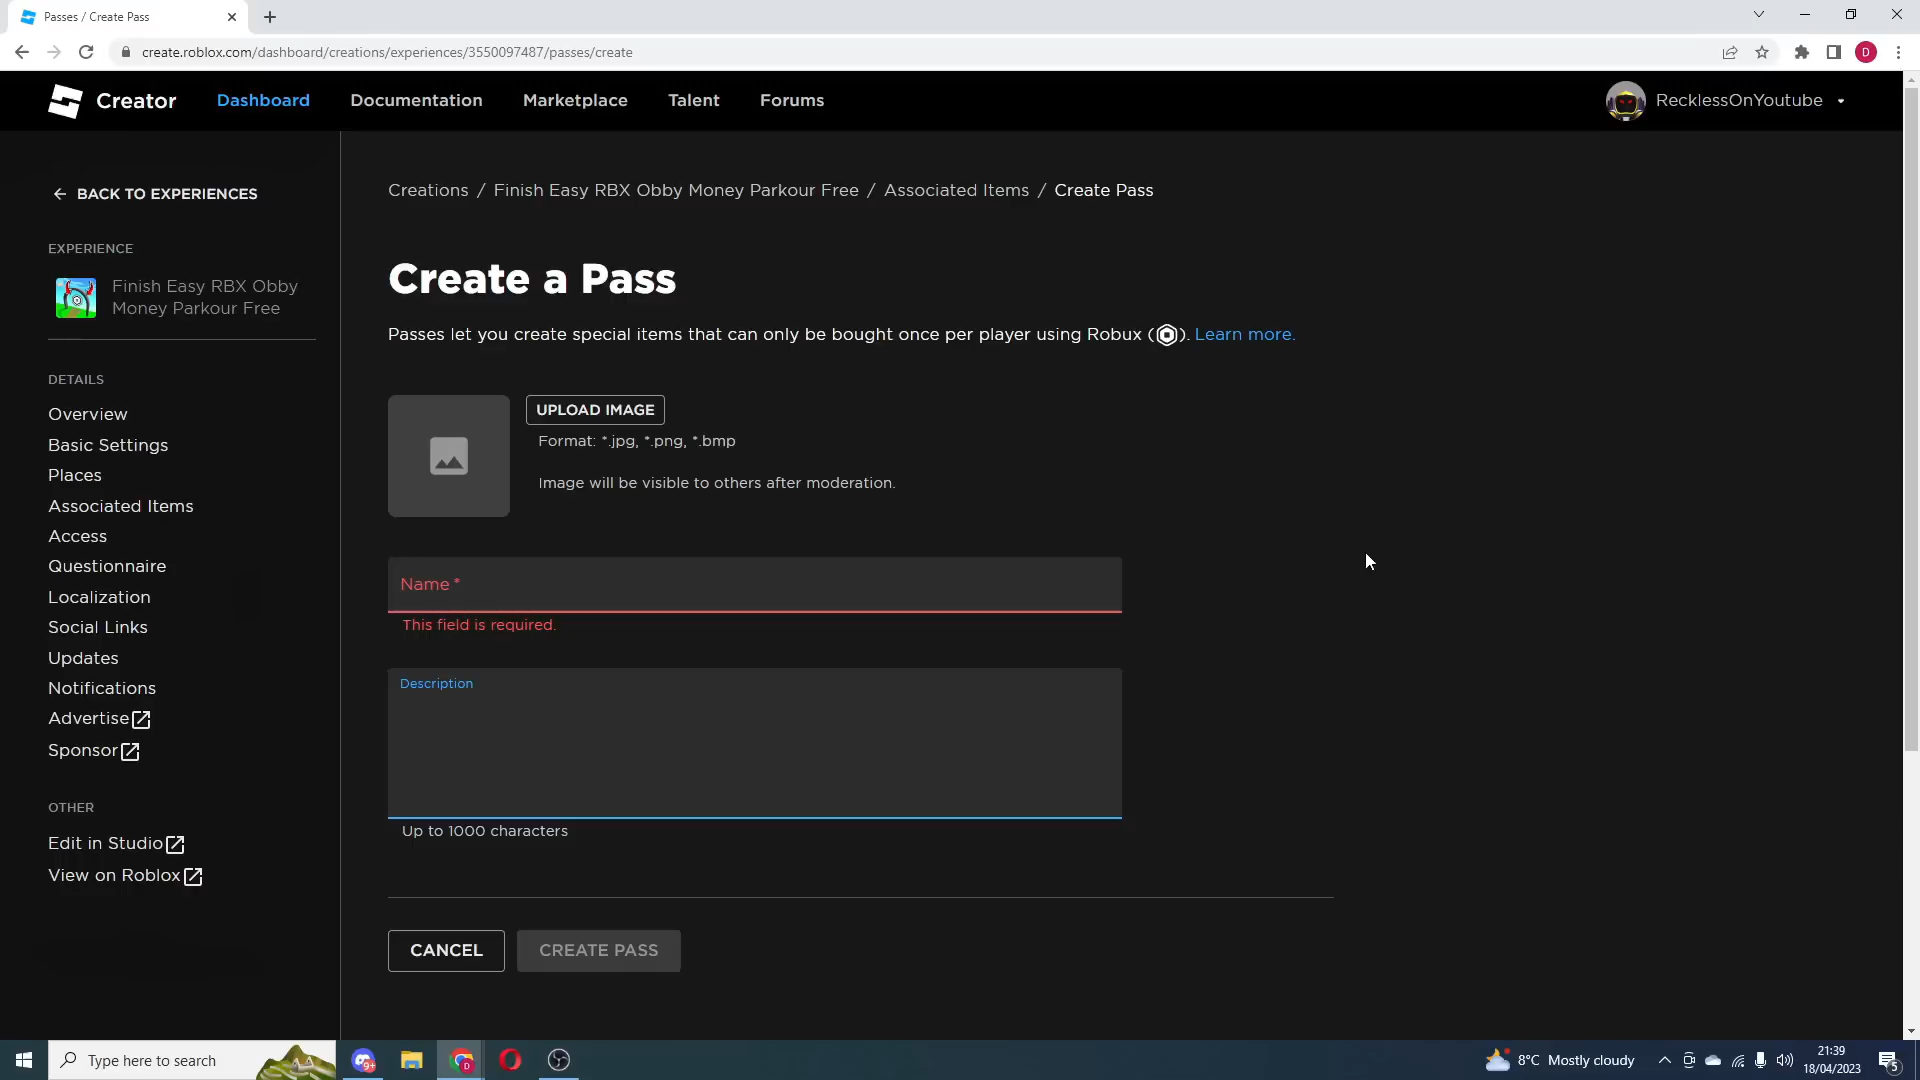 Passes / Create Pass
create.roblox.com/dashboard/creations/experiences/3550097487/passes/create
D
Creator
Dashboard
Documentation
Marketplace
Talent
Forums
RecklessOnYoutube
BACK TO EXPERIENCES
EXPERIENCE
Finish Easy RBX Obby
Money Parkour Free
DETAILS
Overview
Basic Settings
Places
Associated Items
Access
Questionnaire
Localization
Social Links
Updates
Notifications
Advertise
Sponsor
OTHER
Edit in Studio
View on Roblox
Creations / Finish Easy RBX Obby Money Parkour Free / Associated Items / Create Pass
Create a Pass
Passes let you create special items that can only be bought once per player using Robux ( ). Learn more.
UPLOAD IMAGE
Format: *.jpg, *.png, *.bmp
Image will be visible to others after moderation.
Name *
This field is required.
Description
Up to 1000 characters
CANCEL
CREATE PASS
Type here to search
9+
D
8°C Mostly cloudy
21:39
18/04/2023
5